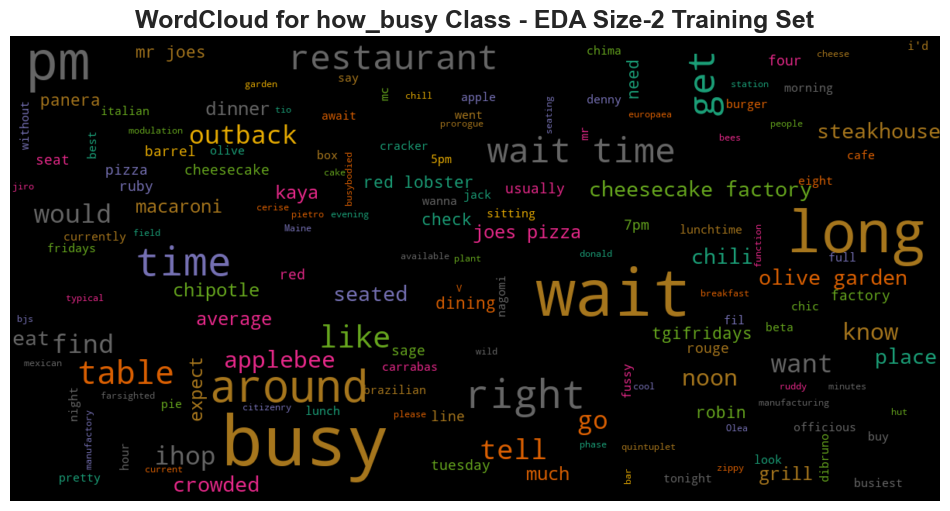 WordCloud for how_busy Class - EDA Size-2 Training Set
pm
mr joes
restaurant
chima
i'd
cheese
get
four
need
say
garden
panera
mc
chill
apple
denny
station
morning
burger
italian
dinner
tio
without
await
went
europaea
seating
modulation
outback
prorogue
mr
people
steakhouse
best
barrel
olive
box
cracker
5pm
wait time
bees
cafe
seat
pizza
cheesecake
cake
busybodied
red lobster
jack
usually
cheesecake factory
eight
jiro
ruby
kaya
wanna
would
macaroni
cerise
pietro
evening
check
sitting
7pm
lunchtime
long
currently
field
Maine
joes pizza
function
fridays
time
available
plant
donald
chili
full
red
olive garden
typical
chipotle
seated
V
dining
nagomi
wait
breakfast
chic
factory
bjs
average
fil
beta
eat
find
like
tgifridays
know
mexican
sage
rouge
applebee
carrabas
wild
want
place
table
expect
around
brazilian
right
fussy
cool
noon
ruddy
minutes
night
farsighted
pie
citizenry
lunch
please
line
go
robin
manufacturing
hut
manufactory
busy
phase
Olea
officious
buy
hour
ihop
tell
quintuplet
dibruno
pretty
current
tuesday
much
bar
zippy
look
grill
crowded
tonight
busiest